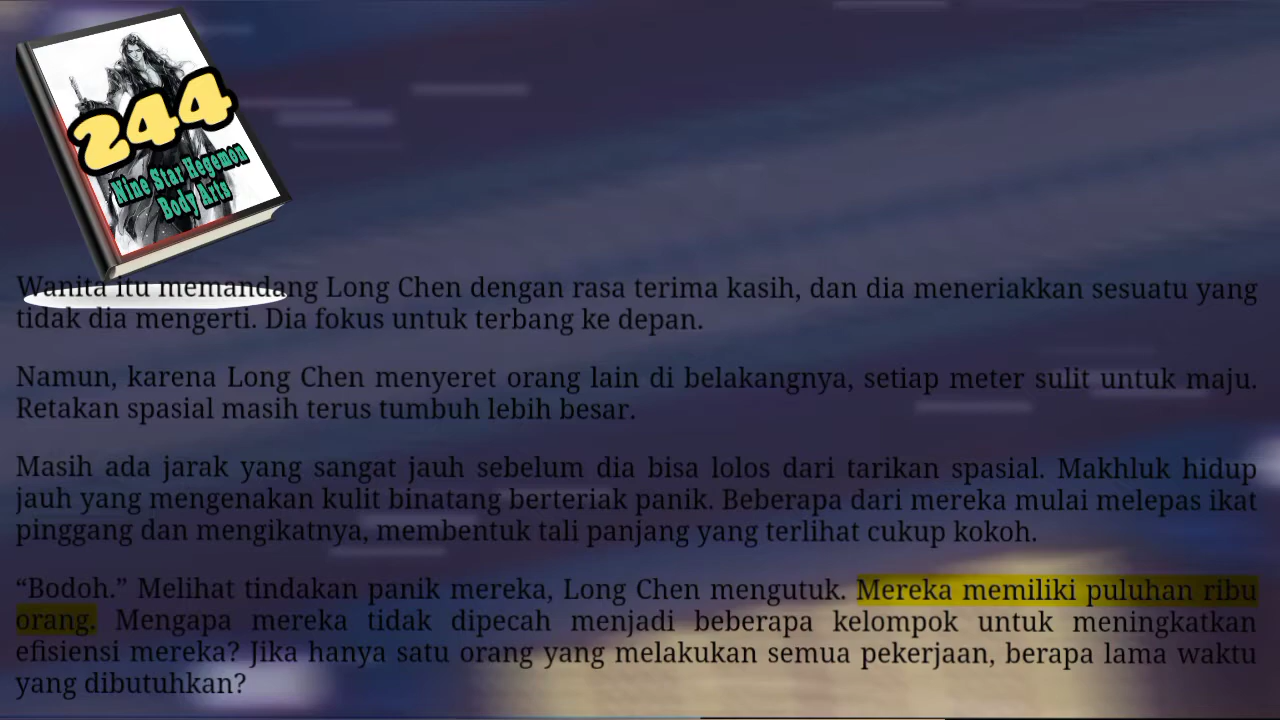 244
Nine Star Hegemon
Body Arts
Wanita itu memandang Long Chen dengan rasa terima kasih, dan dia meneriakkan sesuatu yang
tidak dia mengerti. Dia fokus untuk terbang ke depan.
Namun, karena Long Chen menyeret orang lain di belakangnya, setiap meter sulit untuk maju.
Retakan spasial masih terus tumbuh lebih besar.
Masih ada jarak yang sangat jauh sebelum dia bisa lolos dari tarikan spasial. Makhluk hidup
jauh yang mengenakan kulit binatang berteriak panik. Beberapa dari mereka mulai melepas ikat
pinggang dan mengikatnya, membentuk tali panjang yang terlihat cukup kokoh.
“Bodoh.” Melihat tindakan panik mereka, Long Chen mengutuk. Mereka memiliki puluhan ribu
orang. Mengapa mereka tidak dipecah menjadi beberapa kelompok untuk meningkatkan
efisiensi mereka? Jika hanya satu orang yang melakukan semua pekerjaan, berapa lama waktu
yang dibutuhkan?